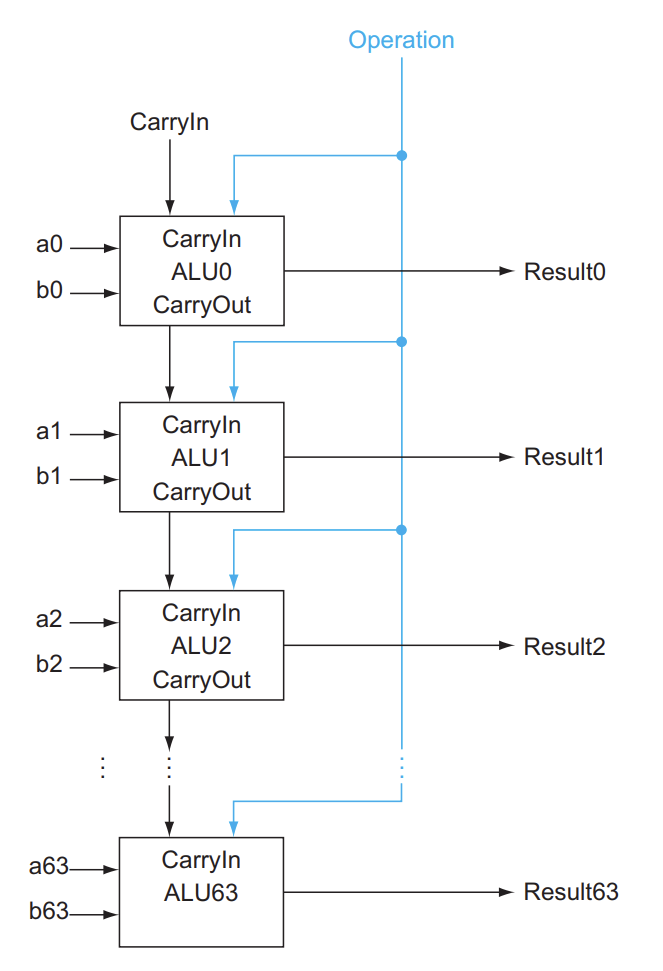 Operation
CarryIn
a0
b0
CarryIn
ALU0
CarryOut
Result0
a1
b1
CarryIn
ALU1
CarryOut
Result1
a2
b2
CarryIn
ALU2
CarryOut
Result2
a63
b63
CarryIn
ALU63
Result63